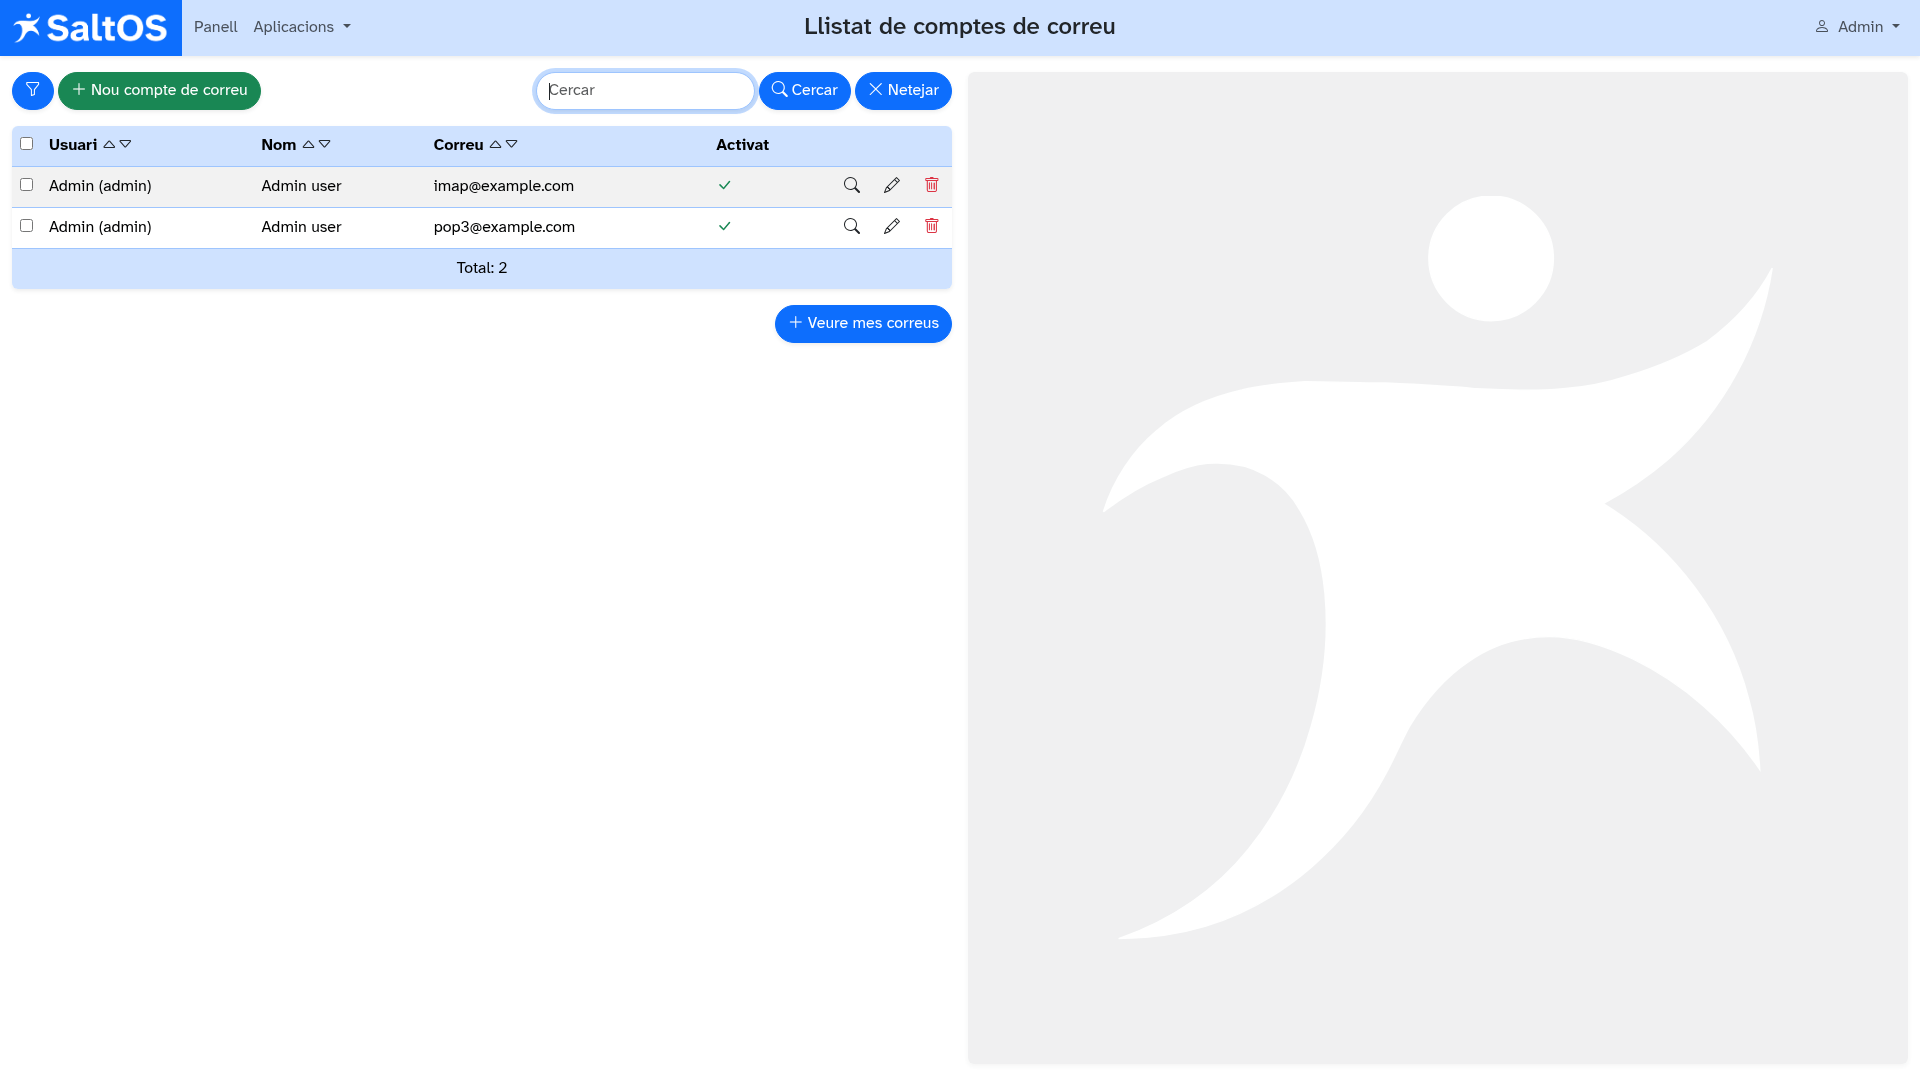 SaltOS Panell Aplicacions Llistat de comptes de correu Admin
Nou compte de correu Cercar Cercar Netejar
Usuari Nom Correu Activat
Admin (admin) Admin user imap@example.com
Admin (admin) Admin user pop3@example.com
Total: 2
Veure mes correus